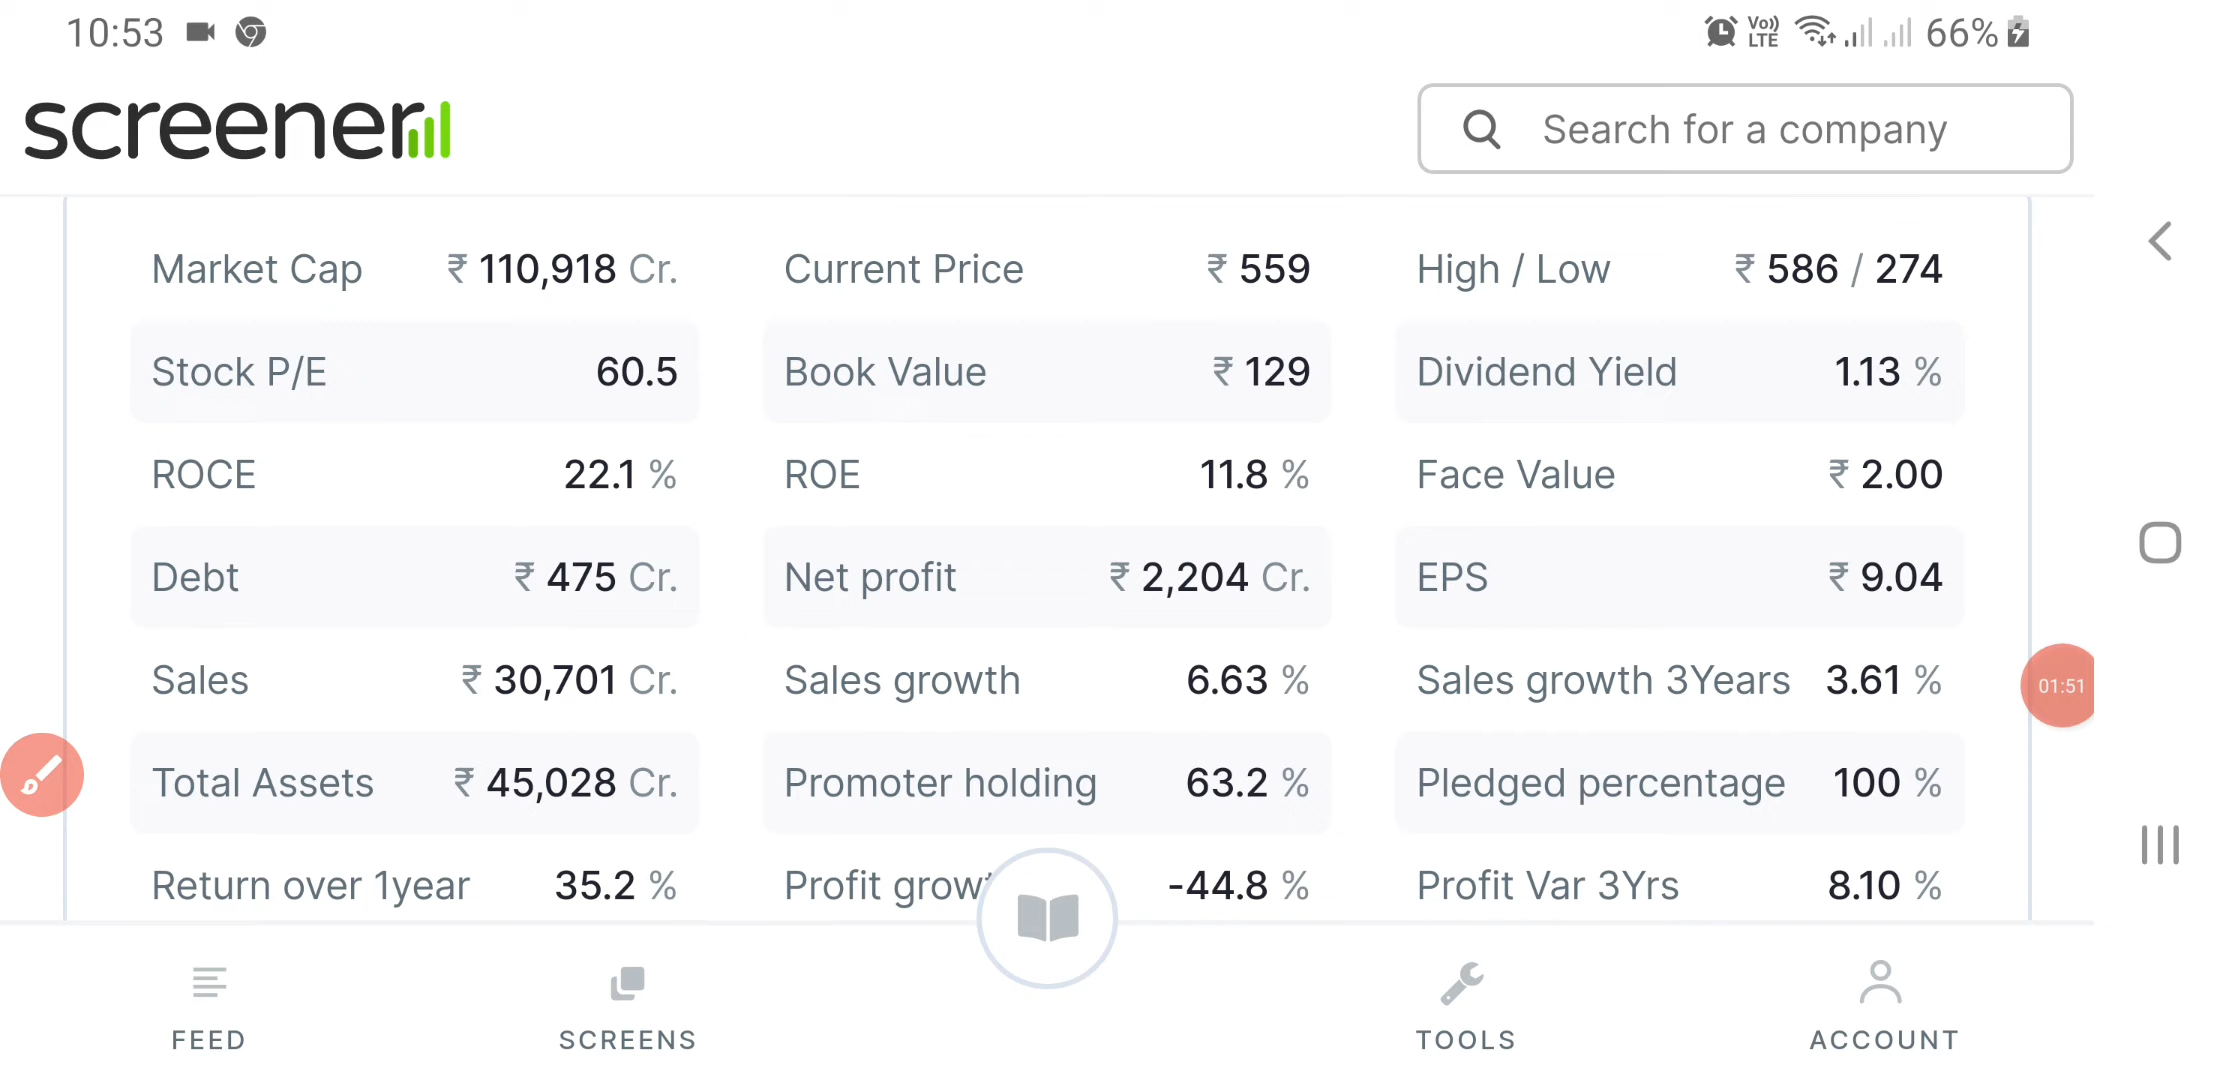 10:53 Vo) LTE 66%
screener Search for a company
Market Cap ₹ 110,918 Cr. Current Price ₹ 559 High / Low ₹ 586 / 274
Stock P/E 60.5 Book Value ₹ 129 Dividend Yield 1.13 %
ROCE 22.1 % ROE 11.8 % Face Value ₹ 2.00
Debt ₹ 475 Cr. Net profit ₹ 2,204 Cr. EPS ₹ 9.04
Sales ₹ 30,701 Cr. Sales growth 6.63 % Sales growth 3Years 3.61 %
01:51
Total Assets ₹ 45,028 Cr. Promoter holding 63.2 % Pledged percentage 100 %
Return over 1year 35.2 % Profit grow -44.8 % Profit Var 3Yrs 8.10 %
FEED SCREENS TOOLS ACCOUNT